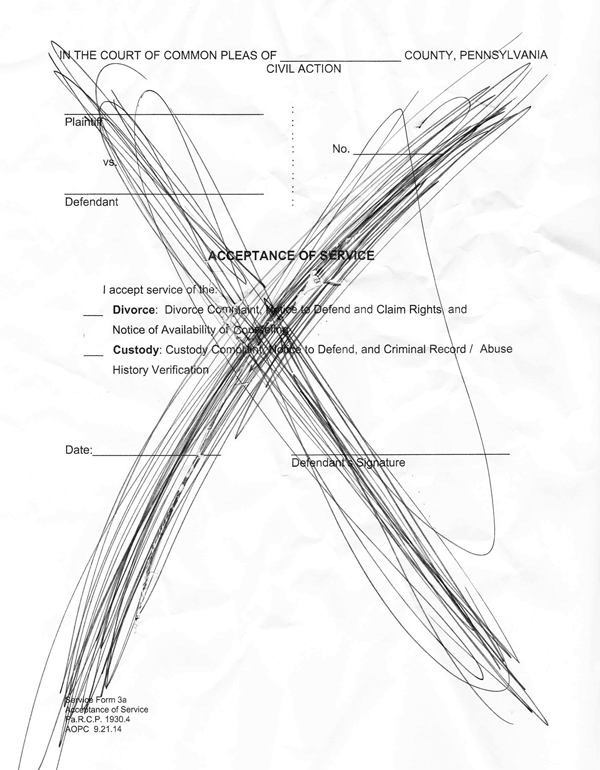 IN THE COURT OF COMMON PLEAS OF ____________________ COUNTY, PENNSYLVANIA
CIVIL ACTION
Plaintiff
vs.
No. ______________
Defendant
ACCEPTANCE OF SERVICE
I accept service of the:
___ Divorce: Divorce Complaint, Notice to Defend and Claim Rights, and
Notice of Availability of Counseling
___ Custody: Custody Complaint, Notice to Defend, and Criminal Record / Abuse
History Verification
Date:____________________
Defendant's Signature
Service Form 3a
Acceptance of Service
Pa.R.C.P. 1930.4
AOPC 9.21.14